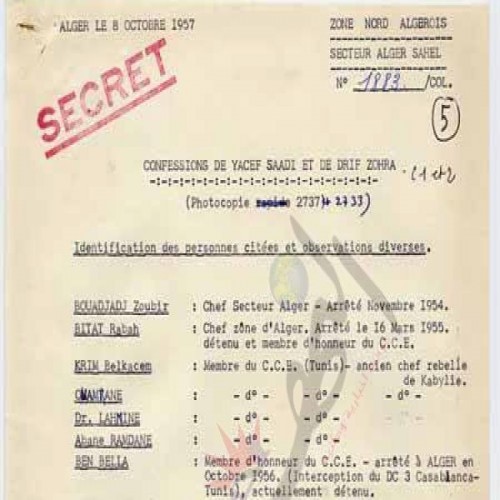 ALGER LE 8 OCTOBRE 1957
ZONE NORD ALGEROIS
SECTEUR ALGER SAHEL
N° 1883 /COL.
SECRET
5
CONFESSIONS DE YACEF SAADI ET DE DRIF ZOHRA
C1 et 2
(Photocopie 2737 2733)
Identification des personnes citées et observations diverses.
BOUADJADJ Zoubir : Chef Secteur Alger - Arrêté Novembre 1954.
BITAT Rabah : Chef zône d'Alger. Arrêté le 16 Mars 1955.
détenu et membre d'honneur du C.C.E.
KRIM Belkacem : Membre du C.C.E. (Tunis)- ancien chef rebelle
de Kabylie.
: - d° - - d° - - d° -
Dr. LAHMINE : - d° - - d° - - d° -
Abane RAMDANE : - d° - - d° - - d° -
BEN BELLA : Membre d'honneur du C.C.E. - arrêté à ALGER en
Octobre 1956. (Interception du DC 3 Casablanca-
Tunis), actuellement détenu.